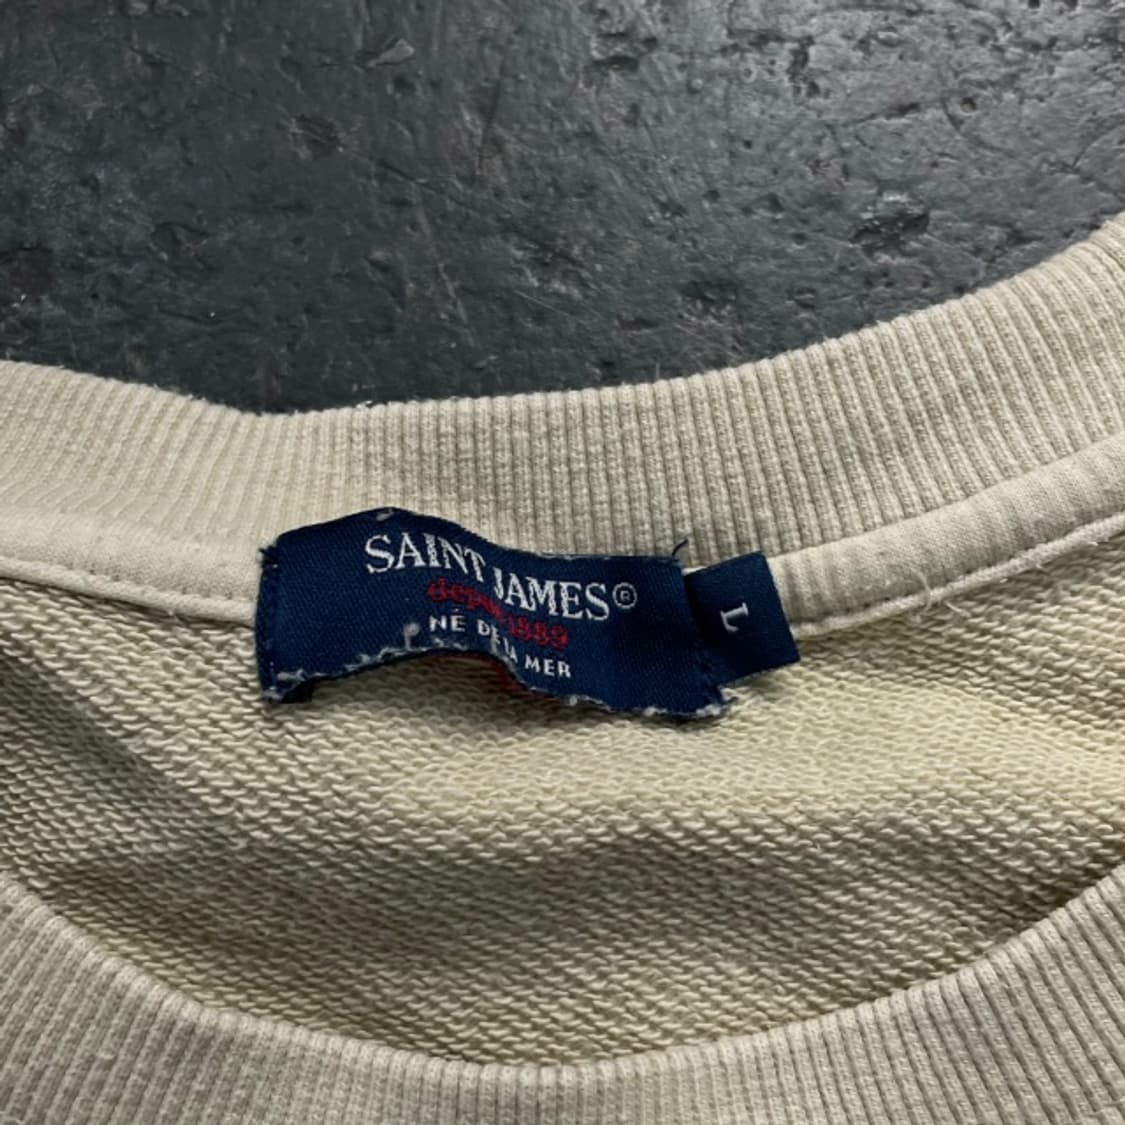 SAINT JAMES®
depuis 1889
NÉ DE LA MER
L